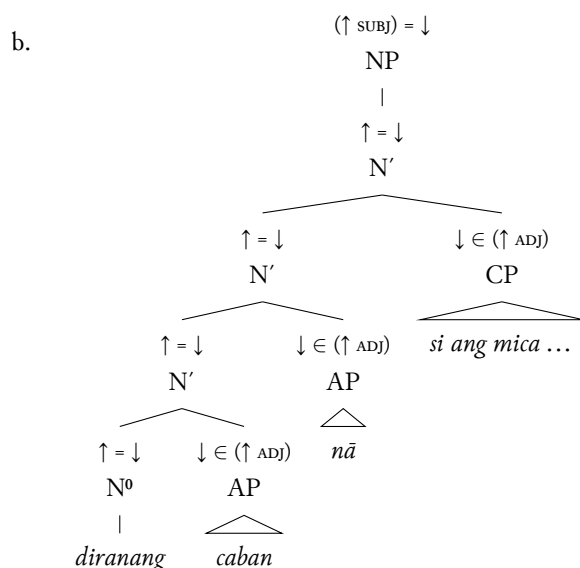 b.
(↑ SUBJ) = ↓
NP
↑ = ↓
N′
↑ = ↓ ↓ ∈ (↑ ADJ)
N′ CP
↑ = ↓ ↓ ∈ (↑ ADJ) si ang mica …
N′ AP
↑ = ↓ ↓ ∈ (↑ ADJ) nā
N⁰ AP
diranang caban